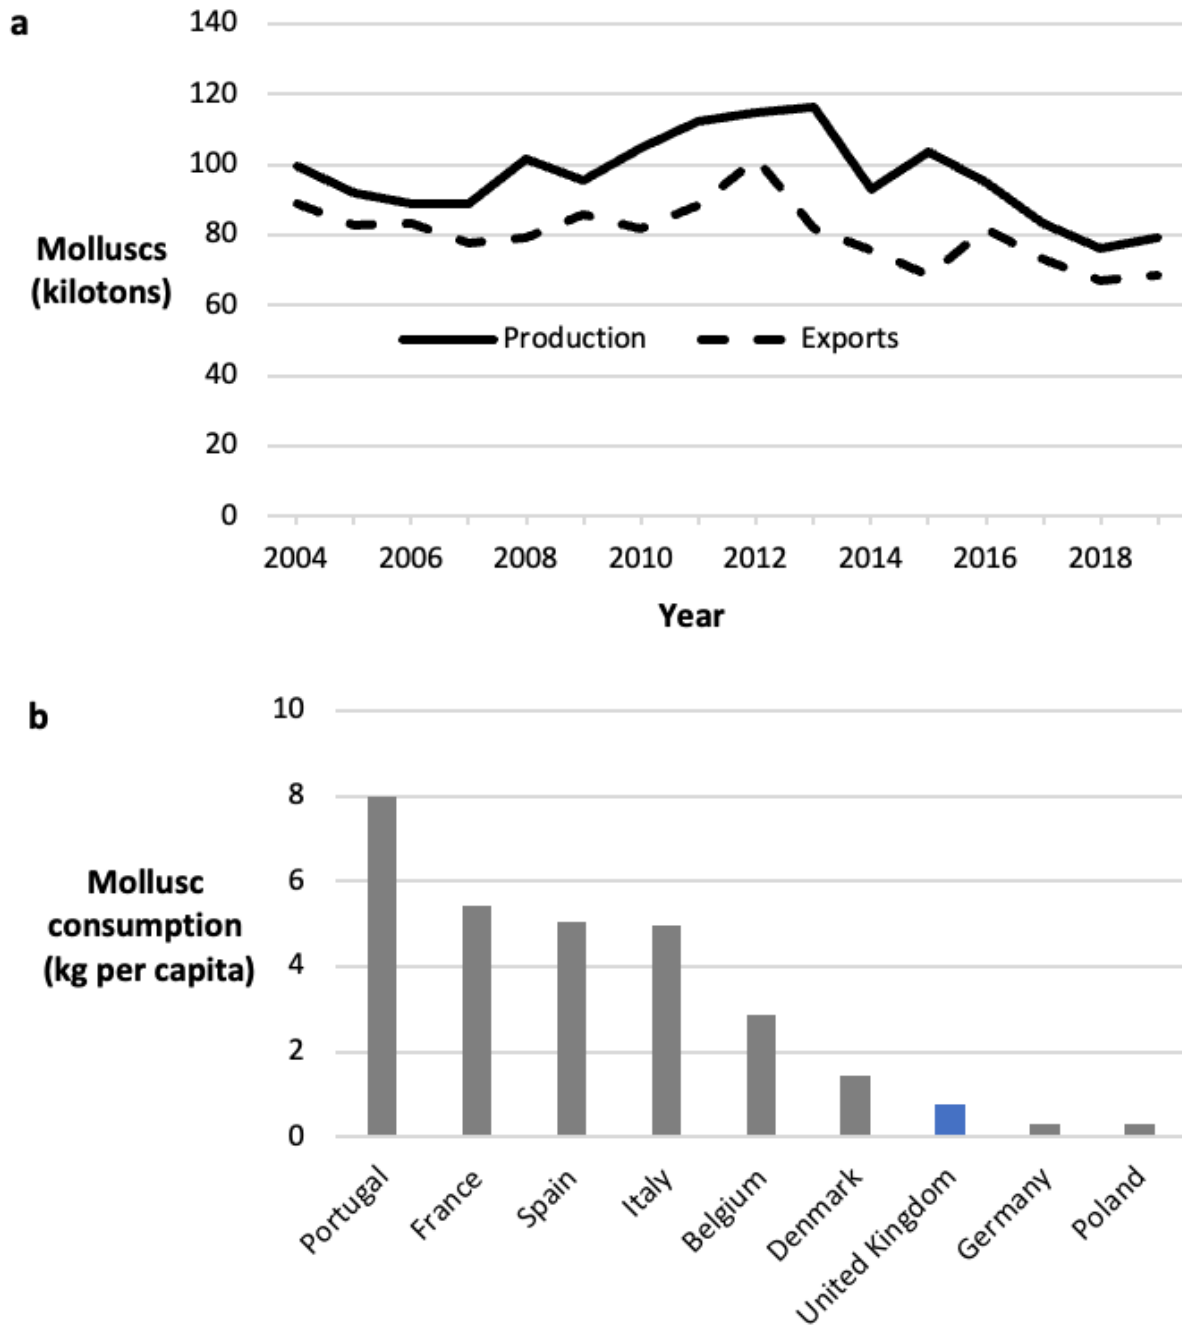 a
140
120
100
80
60
40
20
0
Molluscs
(kilotons)
Production
Exports
2004 2006 2008 2010 2012 2014 2016 2018
Year
b
10
8
6
4
2
0
Mollusc
consumption
(kg per capita)
Portugal
France
Spain
Italy
Belgium
Denmark
United Kingdom
Germany
Poland